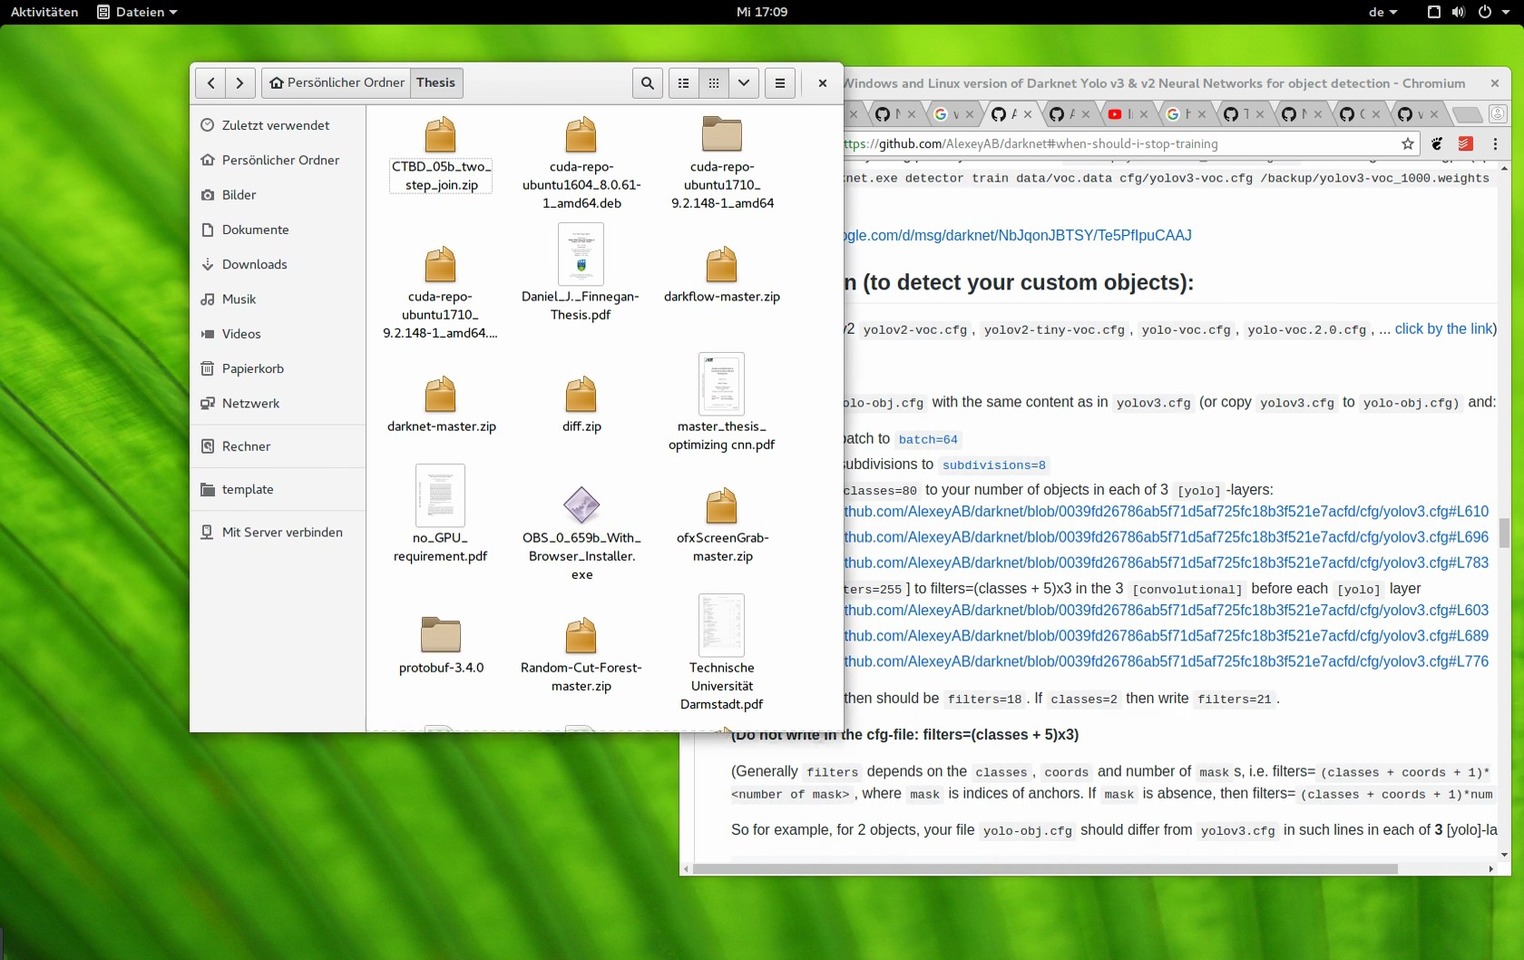 Aktivitäten
Dateien
Mi 17:09
de
Persönlicher Ordner
Thesis
Zuletzt verwendet
Persönlicher Ordner
Bilder
Dokumente
Downloads
Musik
Videos
Papierkorb
Netzwerk
Rechner
template
Mit Server verbinden
CTBD_05b_two_
step_join.zip
cuda-repo-
ubuntu1604_8.0.61-
1_amd64.deb
cuda-repo-
ubuntu1710_
9.2.148-1_amd64
cuda-repo-
ubuntu1710_
9.2.148-1_amd64....
Daniel_J._Finnegan-
Thesis.pdf
darkflow-master.zip
darknet-master.zip
diff.zip
master_thesis_
optimizing cnn.pdf
no_GPU_
requirement.pdf
OBS_0_659b_With_
Browser_Installer.
exe
ofxScreenGrab-
master.zip
protobuf-3.4.0
Random-Cut-Forest-
master.zip
Technische
Universität
Darmstadt.pdf
Windows and Linux version of Darknet Yolo v3 & v2 Neural Networks for object detection - Chromium
ttps://github.com/AlexeyAB/darknet#when-should-i-stop-training
knet.exe detector train data/voc.data cfg/yolov3-voc.cfg /backup/yolov3-voc_1000.weights
ogle.com/d/msg/darknet/NbJqonJBTSY/Te5PfIpuCAAJ
n (to detect your custom objects):
v2 yolov2-voc.cfg, yolov2-tiny-voc.cfg, yolo-voc.cfg, yolo-voc.2.0.cfg, ... click by the link)
olo-obj.cfg with the same content as in yolov3.cfg (or copy yolov3.cfg to yolo-obj.cfg) and:
batch to batch=64
subdivisions to subdivisions=8
classes=80 to your number of objects in each of 3 [yolo]-layers:
thub.com/AlexeyAB/darknet/blob/0039fd26786ab5f71d5af725fc18b3f521e7acfd/cfg/yolov3.cfg#L610
thub.com/AlexeyAB/darknet/blob/0039fd26786ab5f71d5af725fc18b3f521e7acfd/cfg/yolov3.cfg#L696
thub.com/AlexeyAB/darknet/blob/0039fd26786ab5f71d5af725fc18b3f521e7acfd/cfg/yolov3.cfg#L783
ters=255] to filters=(classes + 5)x3 in the 3 [convolutional] before each [yolo] layer
thub.com/AlexeyAB/darknet/blob/0039fd26786ab5f71d5af725fc18b3f521e7acfd/cfg/yolov3.cfg#L603
thub.com/AlexeyAB/darknet/blob/0039fd26786ab5f71d5af725fc18b3f521e7acfd/cfg/yolov3.cfg#L689
thub.com/AlexeyAB/darknet/blob/0039fd26786ab5f71d5af725fc18b3f521e7acfd/cfg/yolov3.cfg#L776
then should be filters=18. If classes=2 then write filters=21.
(Do not write in the cfg-file: filters=(classes + 5)x3)
(Generally filters depends on the classes, coords and number of mask s, i.e. filters= (classes + coords + 1)*
<number of mask>, where mask is indices of anchors. If mask is absence, then filters= (classes + coords + 1)*num
So for example, for 2 objects, your file yolo-obj.cfg should differ from yolov3.cfg in such lines in each of 3 [yolo]-la